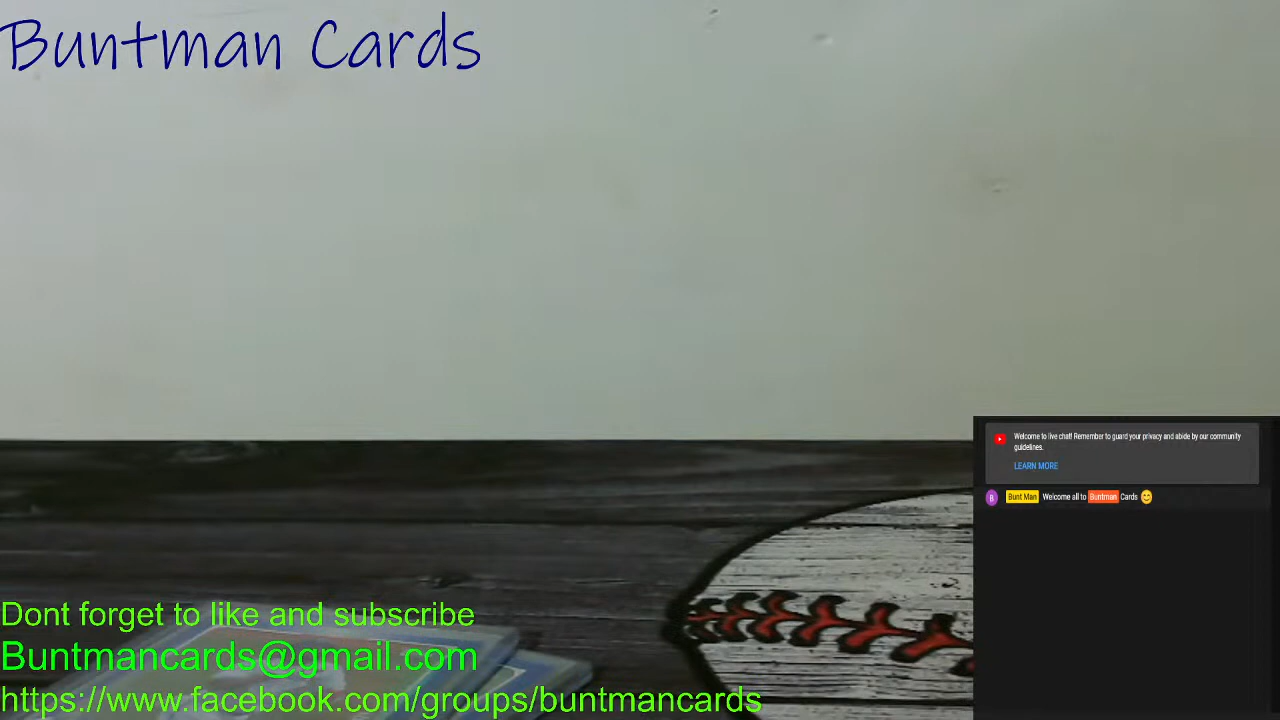 Buntman Cards
Welcome to live chat! Remember to guard your privacy and abide by our community
guidelines.
LEARN MORE
B Bunt Man Welcome all to Buntman Cards 😊
Dont forget to like and subscribe
Buntmancards@gmail.com
https://www.facebook.com/groups/buntmancards